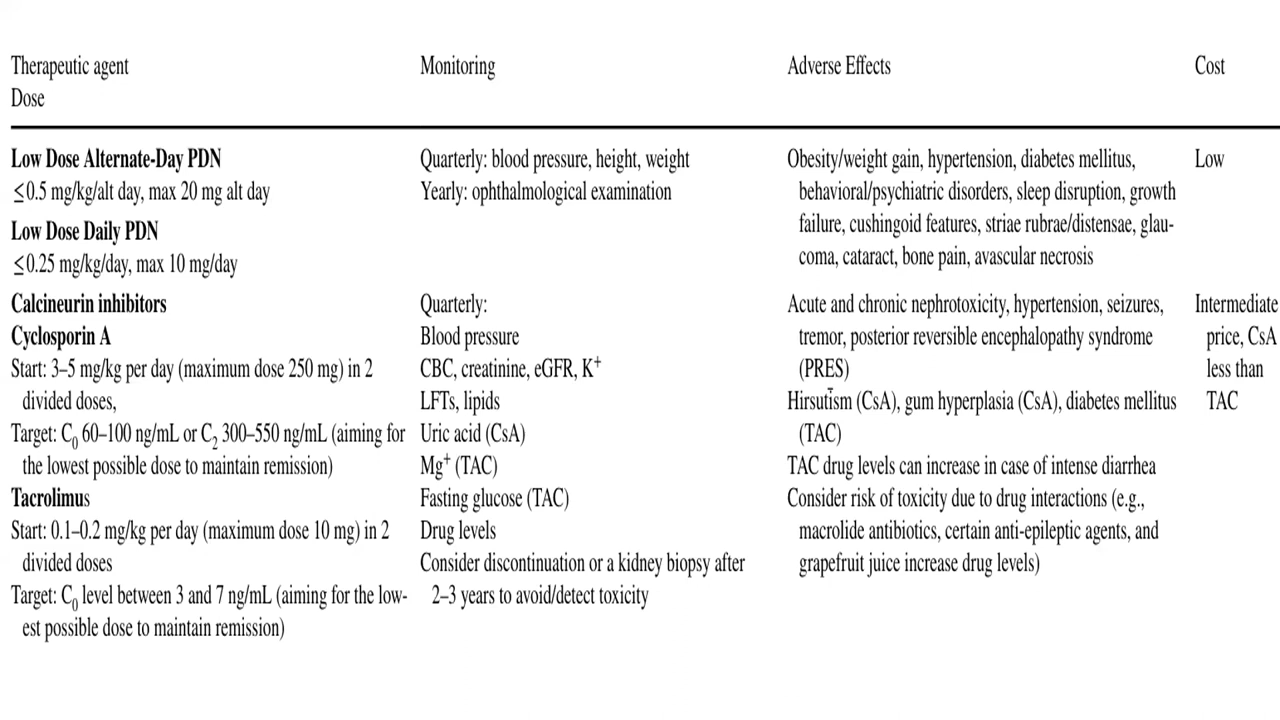 Therapeutic agent
Dose
Monitoring
Adverse Effects
Cost
Low Dose Alternate-Day PDN
≤0.5 mg/kg/alt day, max 20 mg alt day
Low Dose Daily PDN
≤0.25 mg/kg/day, max 10 mg/day
Quarterly: blood pressure, height, weight
Yearly: ophthalmological examination
Obesity/weight gain, hypertension, diabetes mellitus,
behavioral/psychiatric disorders, sleep disruption, growth
failure, cushingoid features, striae rubrae/distensae, glau-
coma, cataract, bone pain, avascular necrosis
Low
Calcineurin inhibitors
Cyclosporin A
Start: 3–5 mg/kg per day (maximum dose 250 mg) in 2
divided doses,
Target: C0 60–100 ng/mL or C2 300–550 ng/mL (aiming for
the lowest possible dose to maintain remission)
Tacrolimus
Start: 0.1–0.2 mg/kg per day (maximum dose 10 mg) in 2
divided doses
Target: C0 level between 3 and 7 ng/mL (aiming for the low-
est possible dose to maintain remission)
Quarterly:
Blood pressure
CBC, creatinine, eGFR, K+
LFTs, lipids
Uric acid (CsA)
Mg+ (TAC)
Fasting glucose (TAC)
Drug levels
Consider discontinuation or a kidney biopsy after
2–3 years to avoid/detect toxicity
Acute and chronic nephrotoxicity, hypertension, seizures,
tremor, posterior reversible encephalopathy syndrome
(PRES)
Hirsutism (CsA), gum hyperplasia (CsA), diabetes mellitus
(TAC)
TAC drug levels can increase in case of intense diarrhea
Consider risk of toxicity due to drug interactions (e.g.,
macrolide antibiotics, certain anti-epileptic agents, and
grapefruit juice increase drug levels)
Intermediate
price, CsA
less than
TAC